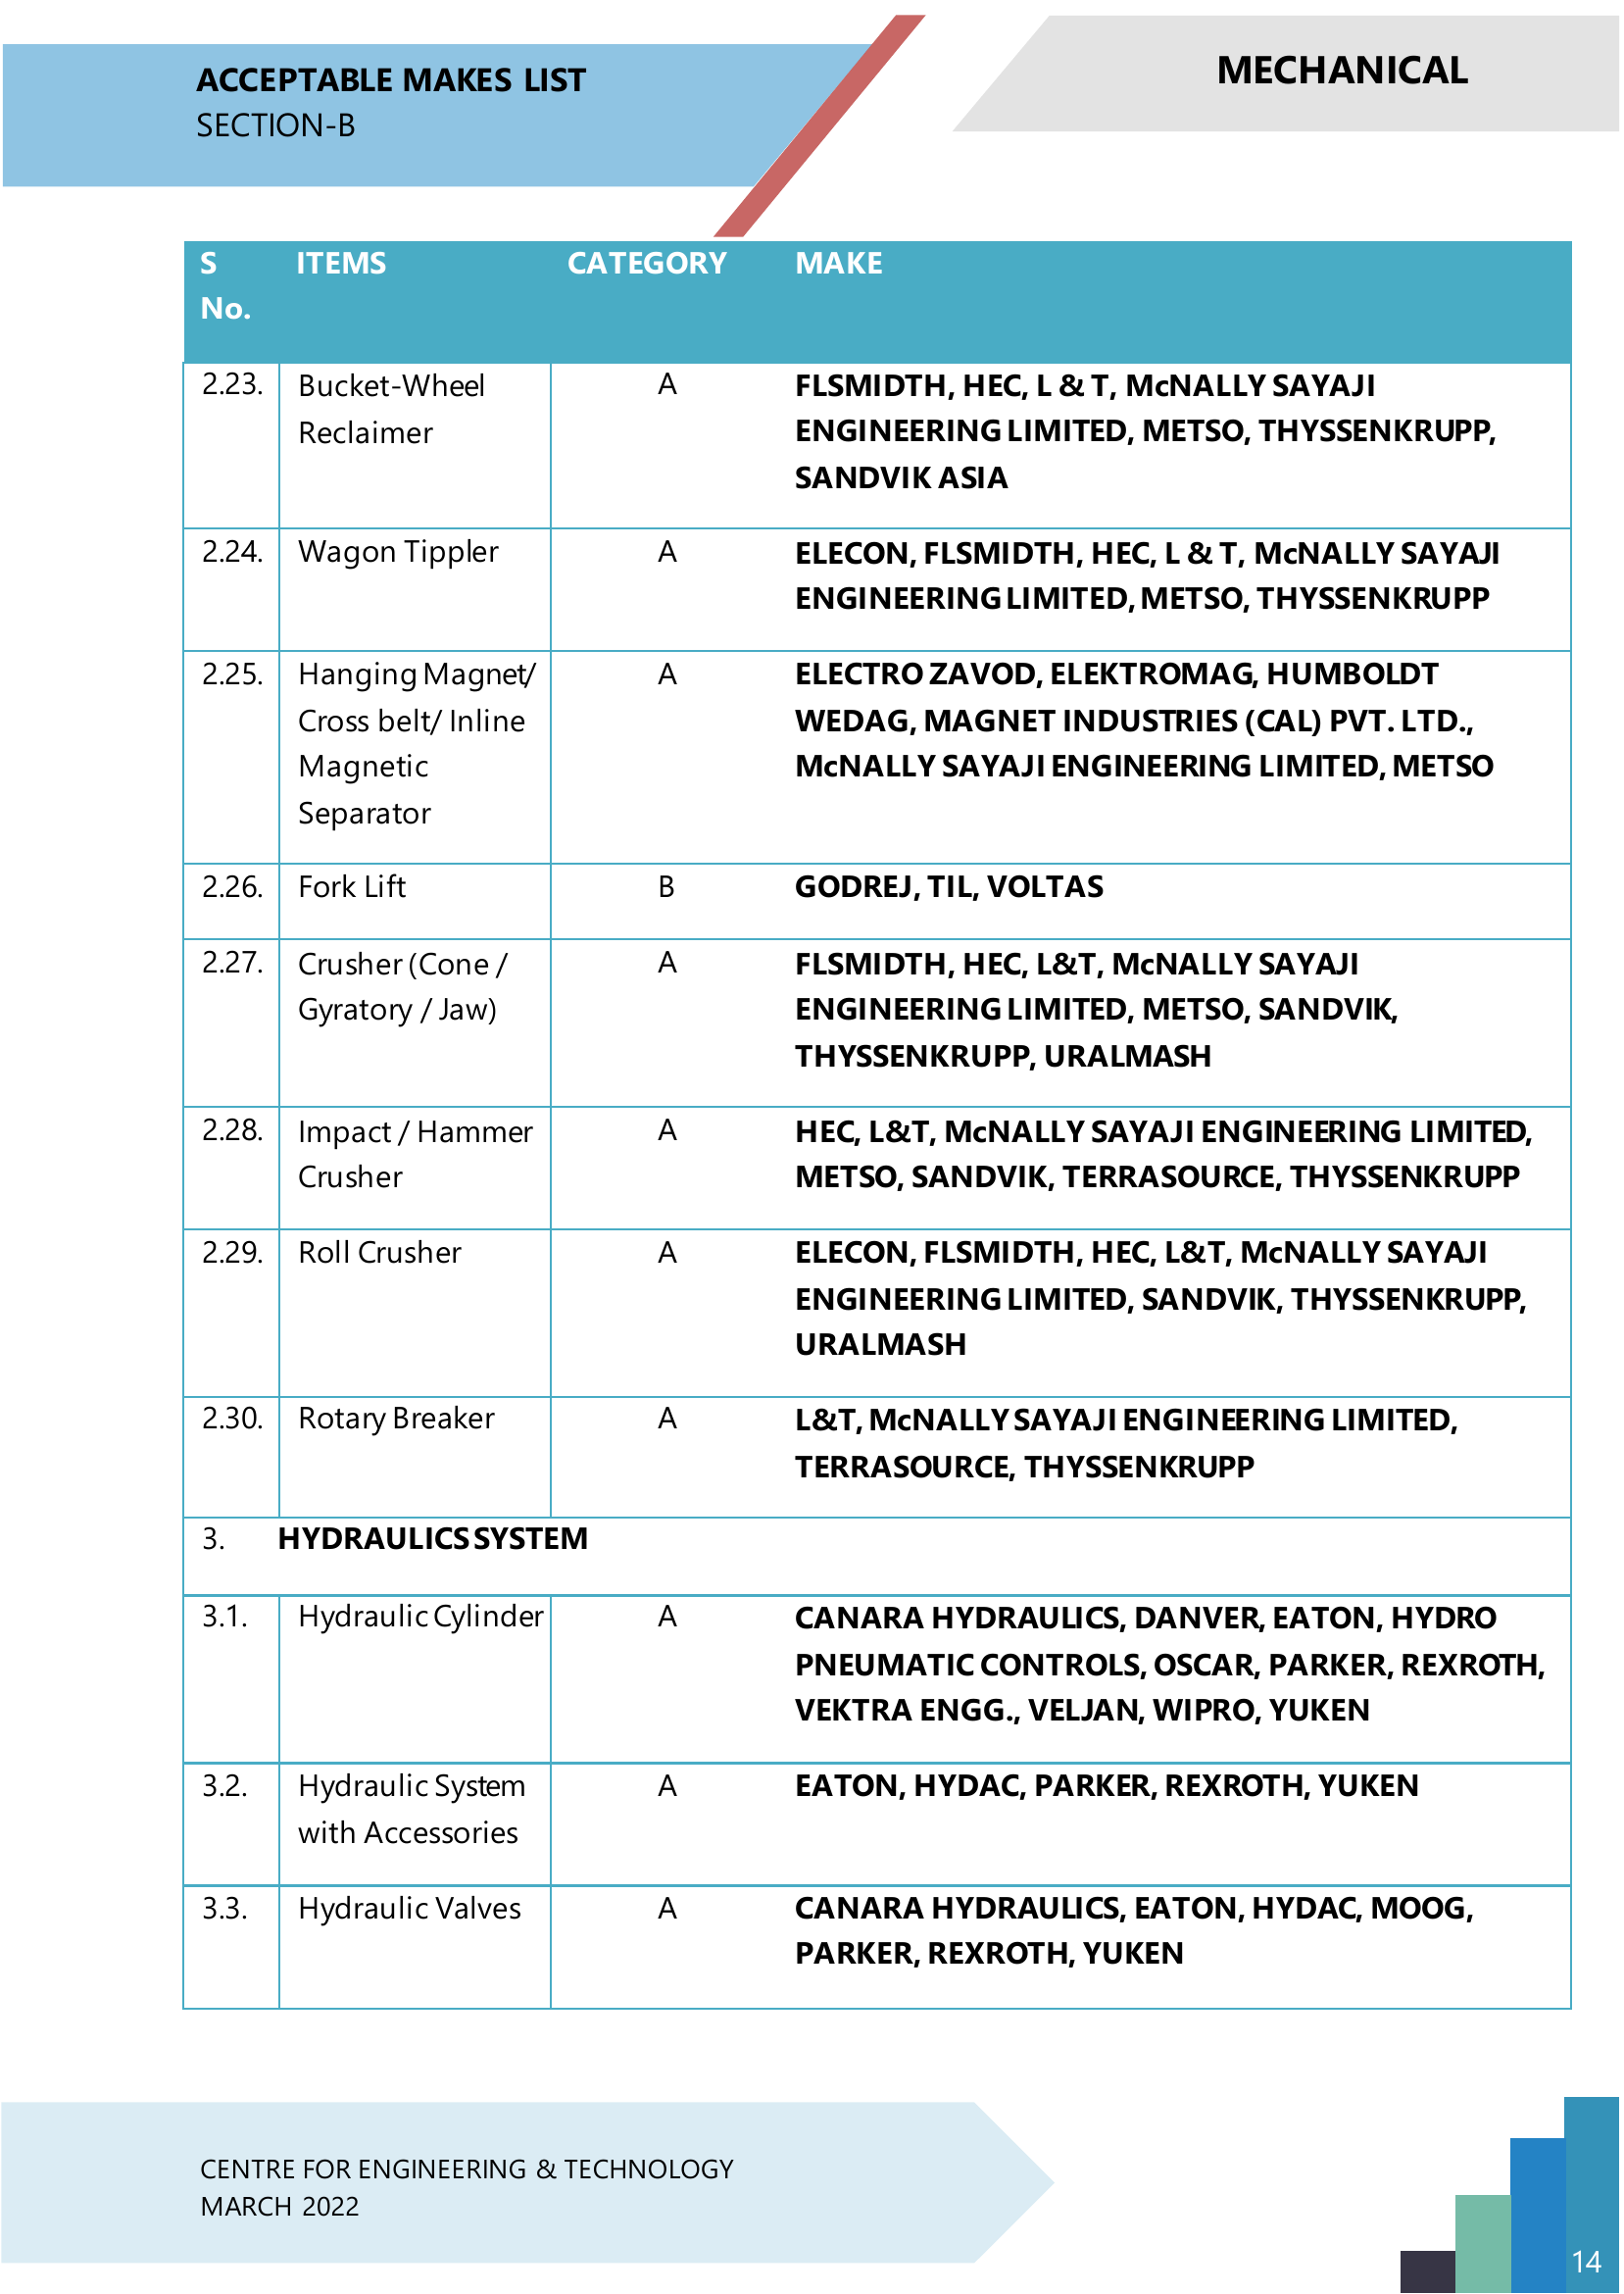 ACCEPTABLE MAKES LIST
SECTION-B
MECHANICAL
S No. ITEMS CATEGORY MAKE
2.23. Bucket-Wheel Reclaimer A FLSMIDTH, HEC, L & T, McNALLY SAYAJI
ENGINEERING LIMITED, METSO, THYSSENKRUPP,
SANDVIK ASIA
2.24. Wagon Tippler A ELECON, FLSMIDTH, HEC, L & T, McNALLY SAYAJI
ENGINEERING LIMITED, METSO, THYSSENKRUPP
2.25. Hanging Magnet/ Cross belt/ Inline Magnetic Separator A ELECTRO ZAVOD, ELEKTROMAG, HUMBOLDT
WEDAG, MAGNET INDUSTRIES (CAL) PVT. LTD.,
McNALLY SAYAJI ENGINEERING LIMITED, METSO
2.26. Fork Lift B GODREJ, TIL, VOLTAS
2.27. Crusher (Cone / Gyratory / Jaw) A FLSMIDTH, HEC, L&T, McNALLY SAYAJI
ENGINEERING LIMITED, METSO, SANDVIK,
THYSSENKRUPP, URALMASH
2.28. Impact / Hammer Crusher A HEC, L&T, McNALLY SAYAJI ENGINEERING LIMITED,
METSO, SANDVIK, TERRASOURCE, THYSSENKRUPP
2.29. Roll Crusher A ELECON, FLSMIDTH, HEC, L&T, McNALLY SAYAJI
ENGINEERING LIMITED, SANDVIK, THYSSENKRUPP,
URALMASH
2.30. Rotary Breaker A L&T, McNALLY SAYAJI ENGINEERING LIMITED,
TERRASOURCE, THYSSENKRUPP
3. HYDRAULICS SYSTEM
3.1. Hydraulic Cylinder A CANARA HYDRAULICS, DANVER, EATON, HYDRO
PNEUMATIC CONTROLS, OSCAR, PARKER, REXROTH,
VEKTRA ENGG., VELJAN, WIPRO, YUKEN
3.2. Hydraulic System with Accessories A EATON, HYDAC, PARKER, REXROTH, YUKEN
3.3. Hydraulic Valves A CANARA HYDRAULICS, EATON, HYDAC, MOOG,
PARKER, REXROTH, YUKEN
CENTRE FOR ENGINEERING & TECHNOLOGY
MARCH 2022
14